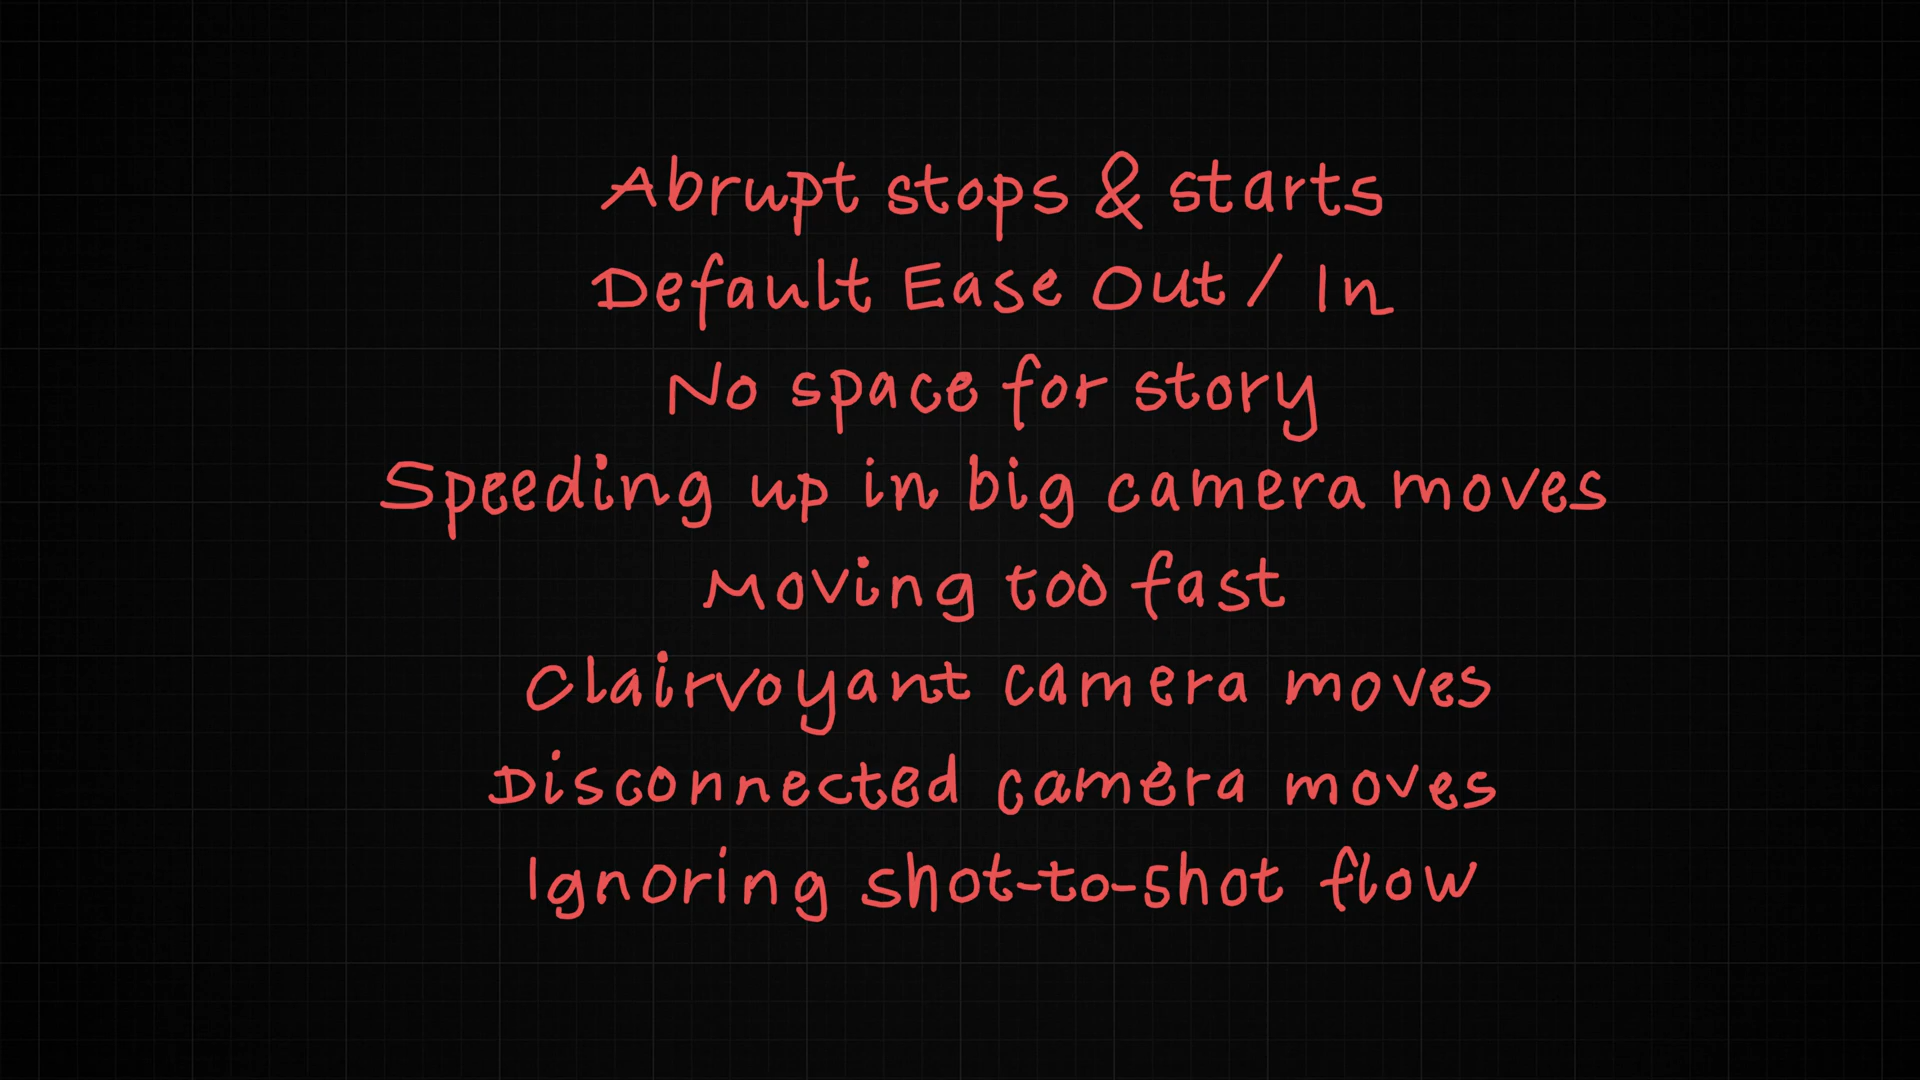 Abrupt stops & starts
Default Ease Out / In
No space for story
Speeding up in big camera moves
Moving too fast
Clairvoyant camera moves
Disconnected camera moves
Ignoring shot-to-shot flow